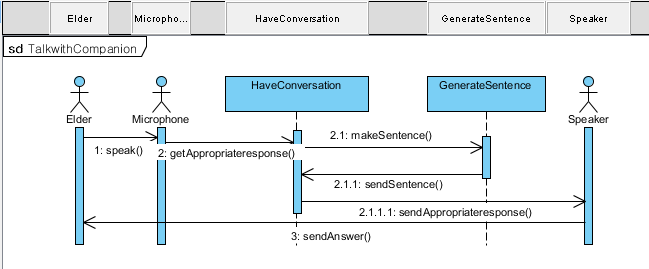 Elder
Micropho...
HaveConversation
GenerateSentence
Speaker
sd TalkwithCompanion
HaveConversation
GenerateSentence
Elder
Microphone
Speaker
2.1: makeSentence()
1: speak()
2: getAppropriateresponse()
2.1.1: sendSentence()
2.1.1.1: sendAppropriateresponse()
3: sendAnswer()